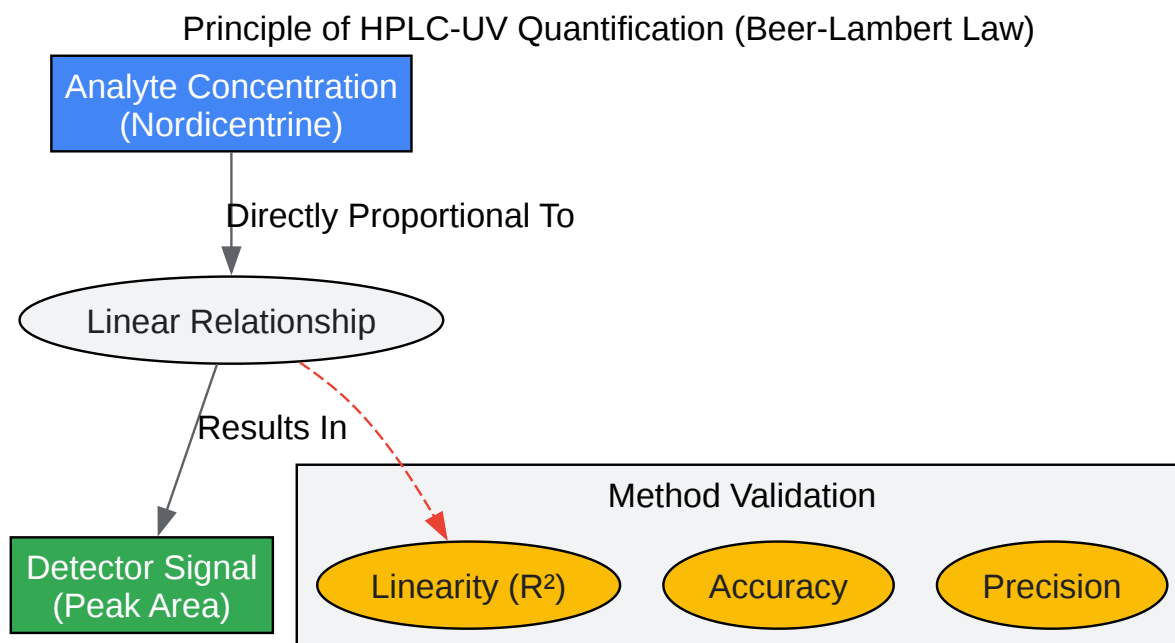 Principle of HPLC-UV Quantification (Beer-Lambert Law)
Analyte Concentration
(Nordicentrine)
Directly Proportional To
Linear Relationship
Results In
Method Validation
Detector Signal
(Peak Area)
Linearity (R²)
Accuracy
Precision